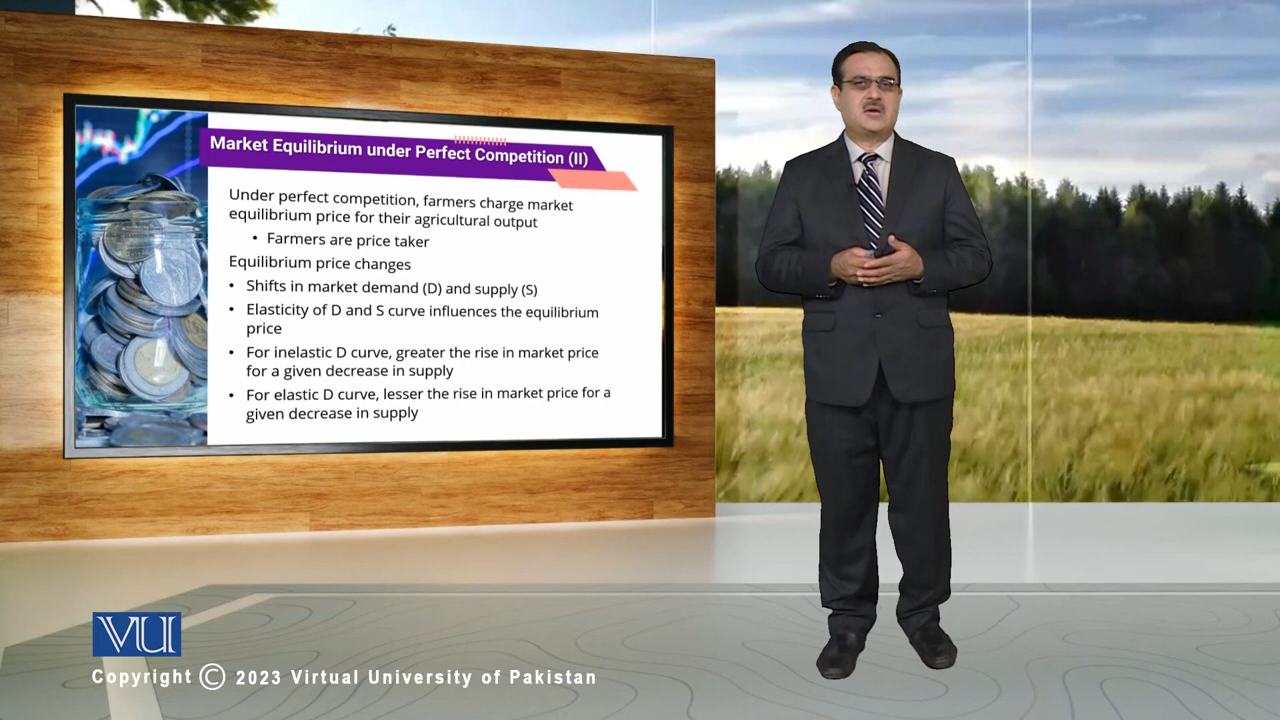 Market Equilibrium under Perfect Competition (II)
Under perfect competition, farmers charge market
equilibrium price for their agricultural output
• Farmers are price taker
Equilibrium price changes
• Shifts in market demand (D) and supply (S)
• Elasticity of D and S curve influences the equilibrium
price
• For inelastic D curve, greater the rise in market price
for a given decrease in supply
• For elastic D curve, lesser the rise in market price for a
given decrease in supply
VU
Copyright © 2023 Virtual University of Pakistan